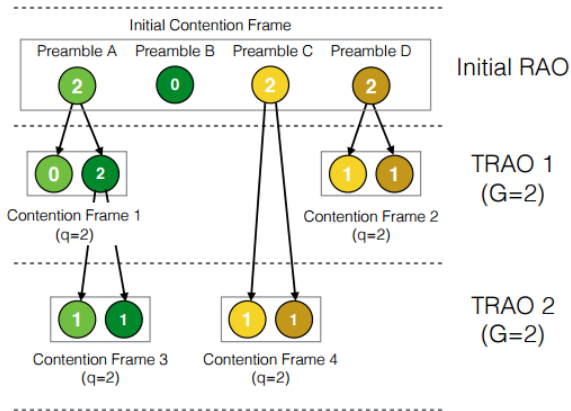 Initial Contention Frame
Preamble A Preamble B Preamble C Preamble D
2 0 2 2
Initial RAO
0 2 1 1
TRAO 1
(G=2)
Contention Frame 1 Contention Frame 2
(q=2) (q=2)
1 1 1 1
TRAO 2
(G=2)
Contention Frame 3 Contention Frame 4
(q=2) (q=2)